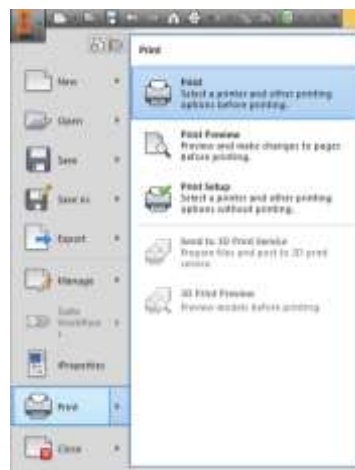 Print
New
Open
Save
Save As
Export
Manage
Vault
Workflow
s
iProperties
Print
Close
Print
Select a printer and other printing
options before printing.
Print Preview
Preview and make changes to pages
before printing.
Print Setup
Select a printer and other printing
options without printing.
Send to 3D Print Service
Prepare files and post to 3D print
service.
3D Print Preview
Preview models before printing.